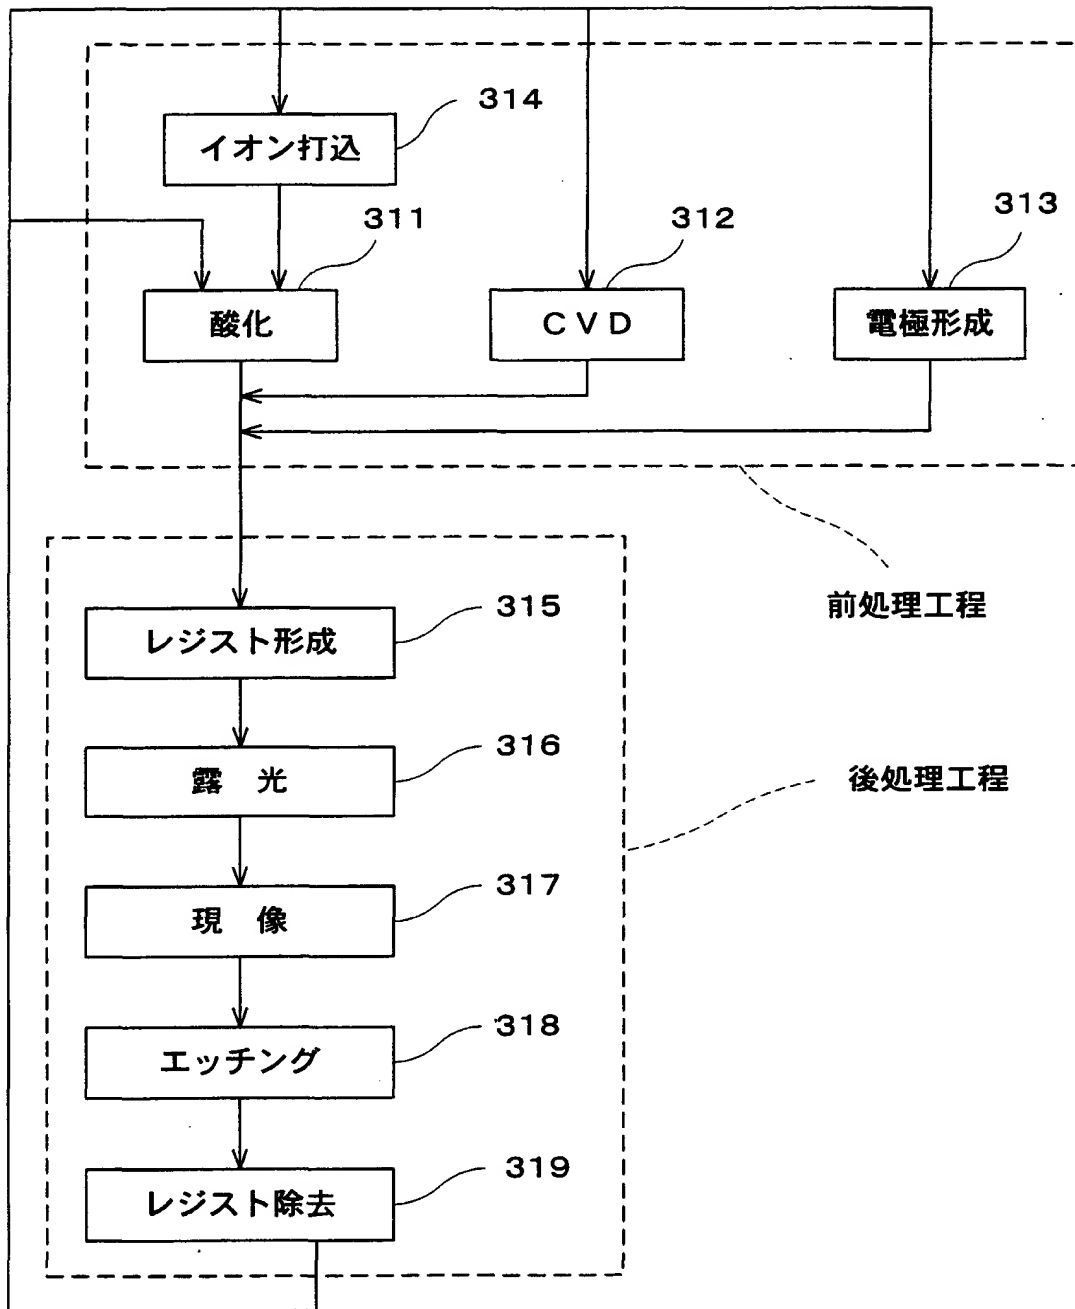 314
イオン打込
311
312
313
酸化
CVD
電極形成
前処理工程
315
レジスト形成
316
露 光
後処理工程
317
現 像
318
エッチング
319
レジスト除去